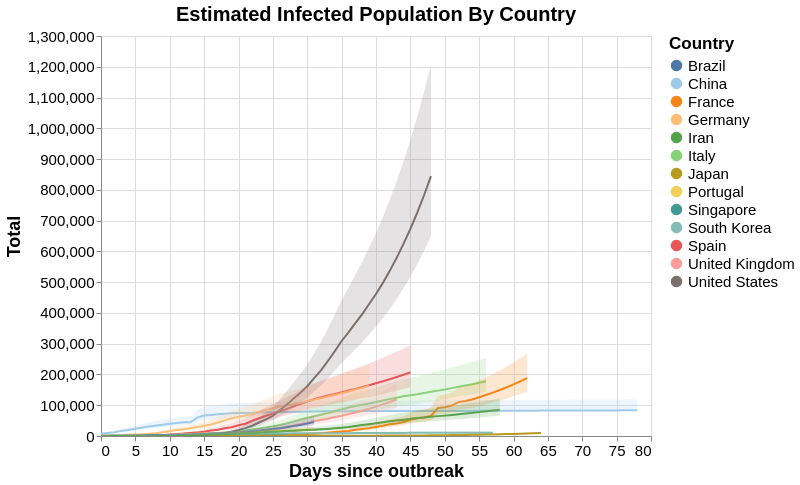 Estimated Infected Population By Country
1,300,000
1,200,000
1,100,000
1,000,000
900,000
800,000
700,000
600,000
500,000
400,000
300,000
200,000
100,000
0
Total
0 5 10 15 20 25 30 35 40 45 50 55 60 65 70 75 80
Days since outbreak
Country
Brazil
China
France
Germany
Iran
Italy
Japan
Portugal
Singapore
South Korea
Spain
United Kingdom
United States